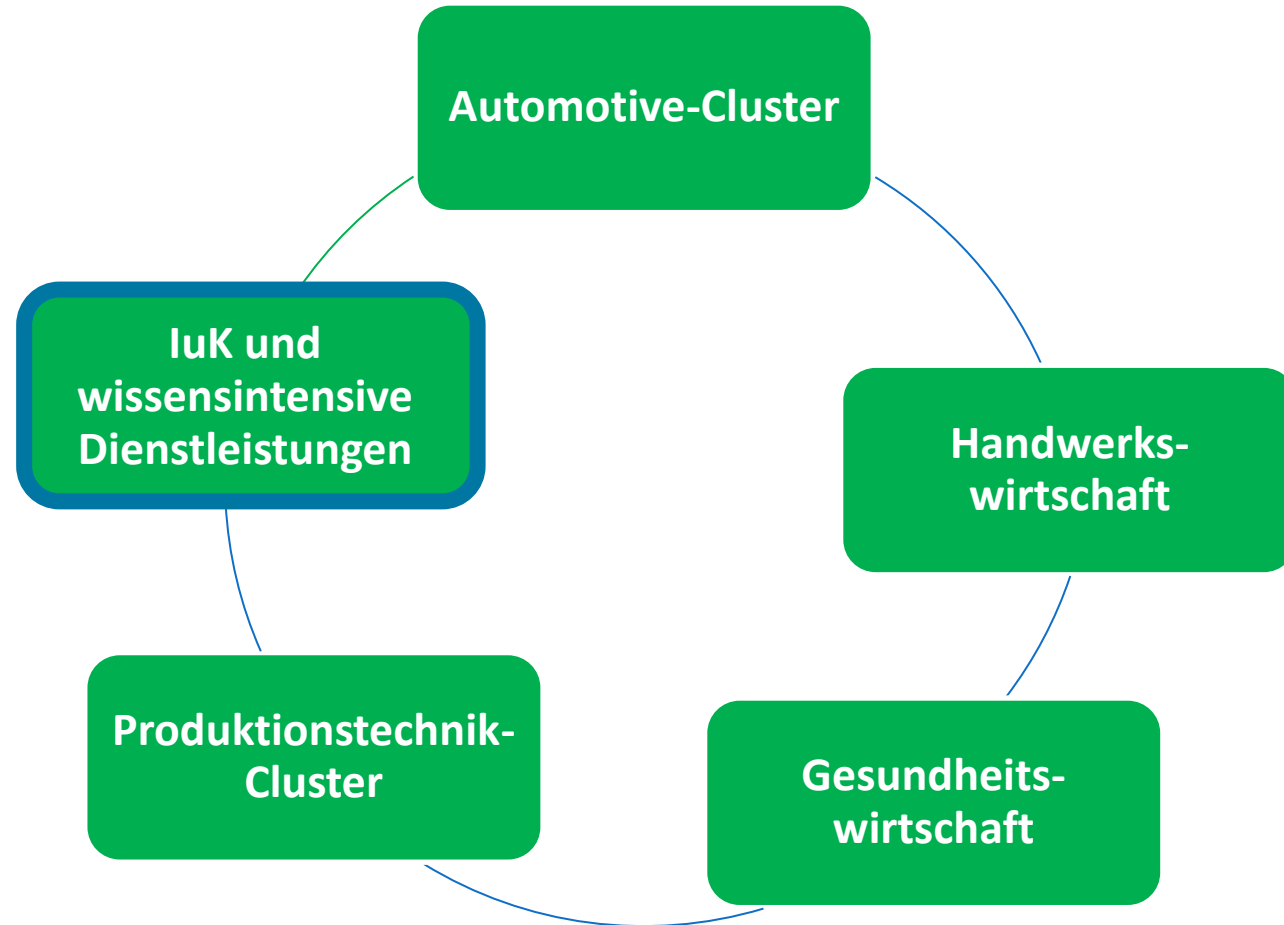 Automotive-Cluster
IuK und
wissensintensive
Dienstleistungen
Handwerks-
wirtschaft
Produktionstechnik-
Cluster
Gesundheits-
wirtschaft